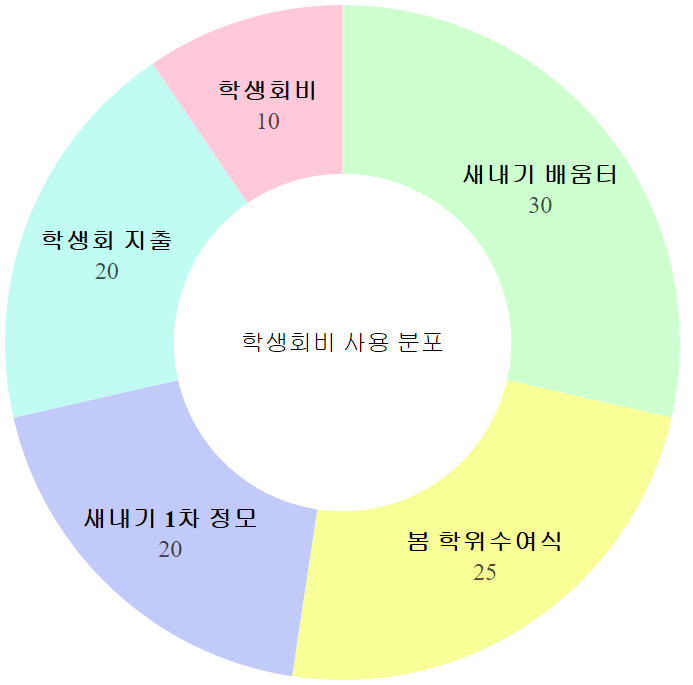 학생회비
10
새내기 배움터
30
학생회 지출
20
학생회비 사용 분포
새내기 1차 정모
20
봄 학위수여식
25